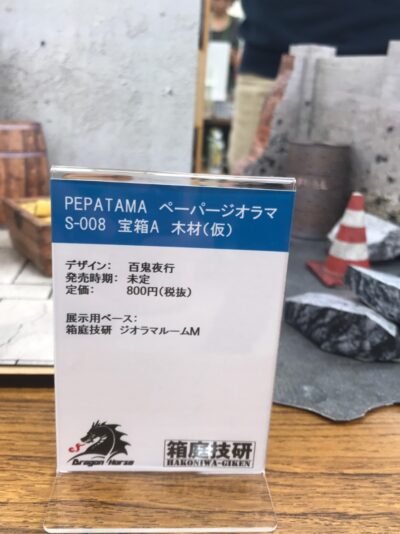 PEPATAMA ペーパージオラマ
S-008 宝箱A 木材(仮)
デザイン: 百鬼夜行
発売時期: 未定
定価: 800円(税抜)
展示用ベース:
箱庭技研 ジオラマルームM
Dragon Horse
箱庭技研
HAKONIWA-GIKEN